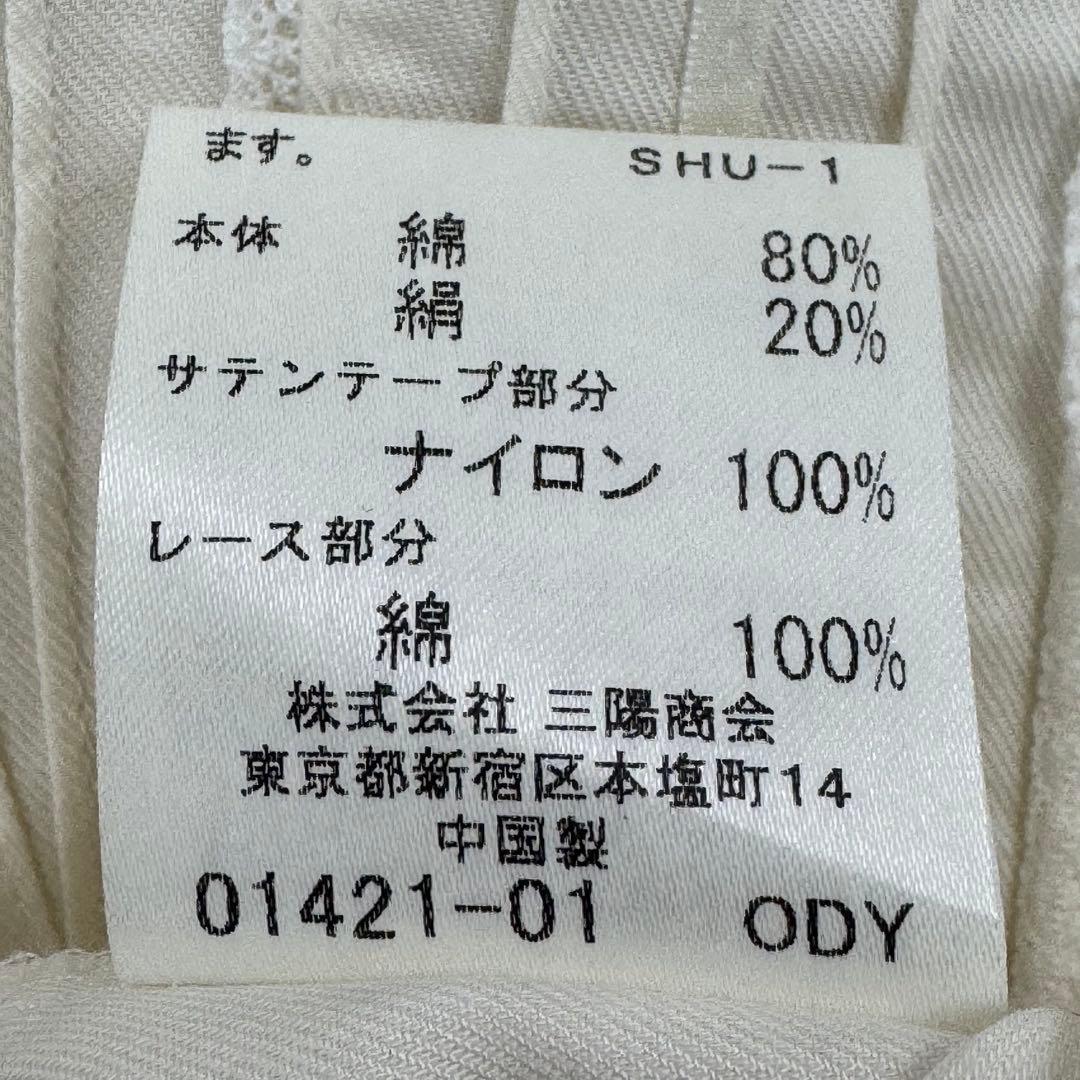 ます。 SHU-1
本体 綿 80%
絹 20%
サテンテープ部分
ナイロン 100%
レース部分
綿 100%
株式会社 三陽商会
東京都新宿区本塩町14
中国製
01421-01 ODY